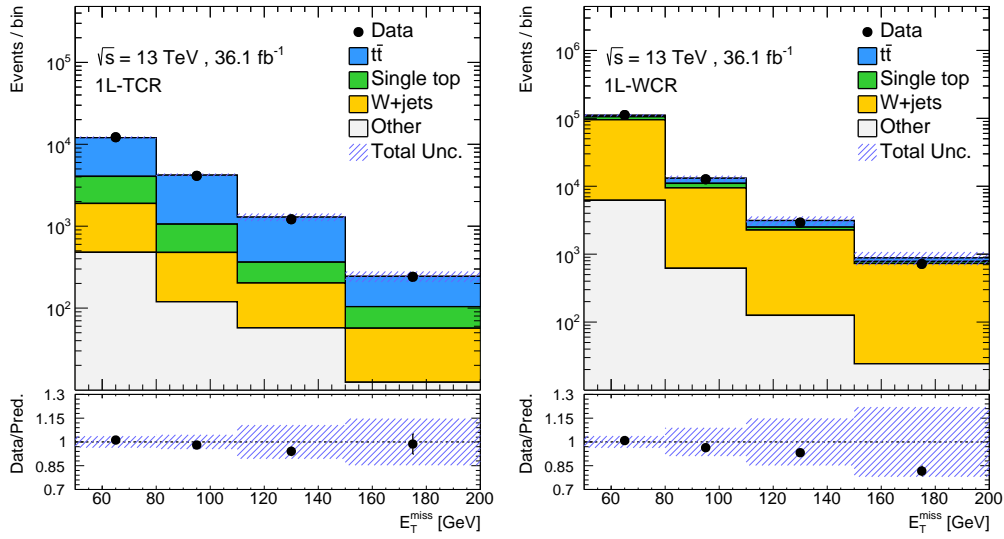 Events / bin
10⁵
10⁴
10³
10²
√s = 13 TeV , 36.1 fb⁻¹
1L-TCR
Data
tt̄
Single top
W+jets
Other
Total Unc.
Data/Pred.
1.3
1.15
1
0.85
0.7
60 80 100 120 140 160 180 200
E_T^miss [GeV]
Events / bin
10⁶
10⁵
10⁴
10³
10²
√s = 13 TeV , 36.1 fb⁻¹
1L-WCR
Data
tt̄
Single top
W+jets
Other
Total Unc.
Data/Pred.
1.3
1.15
1
0.85
0.7
60 80 100 120 140 160 180 200
E_T^miss [GeV]